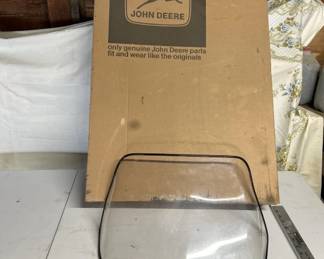 JOHN DEERE
only genuine John Deere parts
fit and wear like the originals